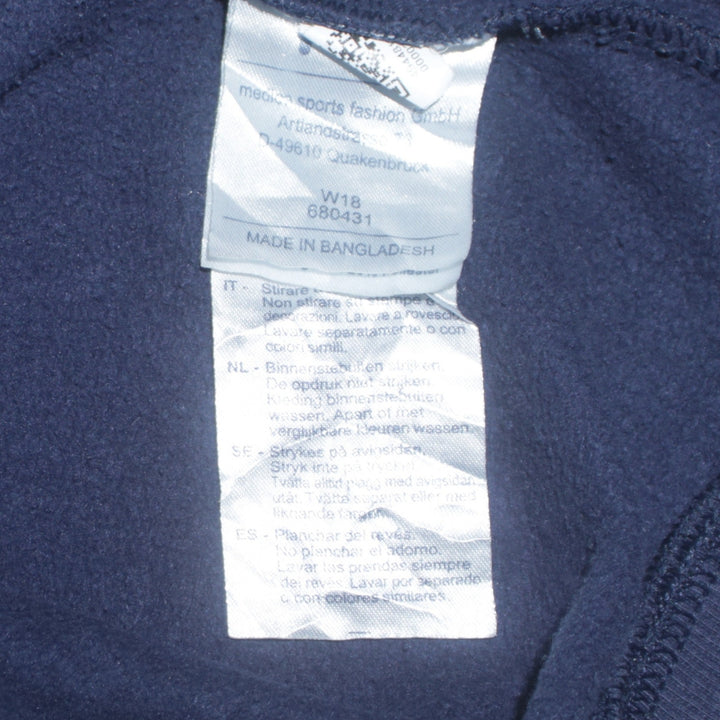 medico sports fashion GmbH
Artlandstrasse
D-49610 Quakenbrück
W18
680431
MADE IN BANGLADESH
IT - Stirare
Non stirare su stampe e
decorazioni. Lavare a rovescio.
Lavare separatamente o con
colori simili.
NL - Binnenstebuiten strijken.
De opdruk niet strijken.
Kleding binnenstebuiten
wassen. Apart of met
vergelijkbare kleuren wassen.
SE - Strykes på avigsidan.
Stryk inte på
Tvätta alltid plagg med avigsidan
utåt. Tvätta separat eller med
liknande färger.
ES - Planchar del revés.
No planchar el adorno.
Lavar las prendas siempre
del revés. Lavar por separado
o con colores similares.